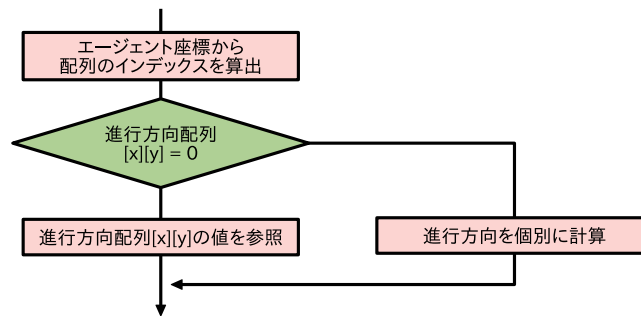 エージェント座標から
配列のインデックスを算出
進行方向配列
[x][y] = 0
進行方向配列[x][y]の値を参照
進行方向を個別に計算